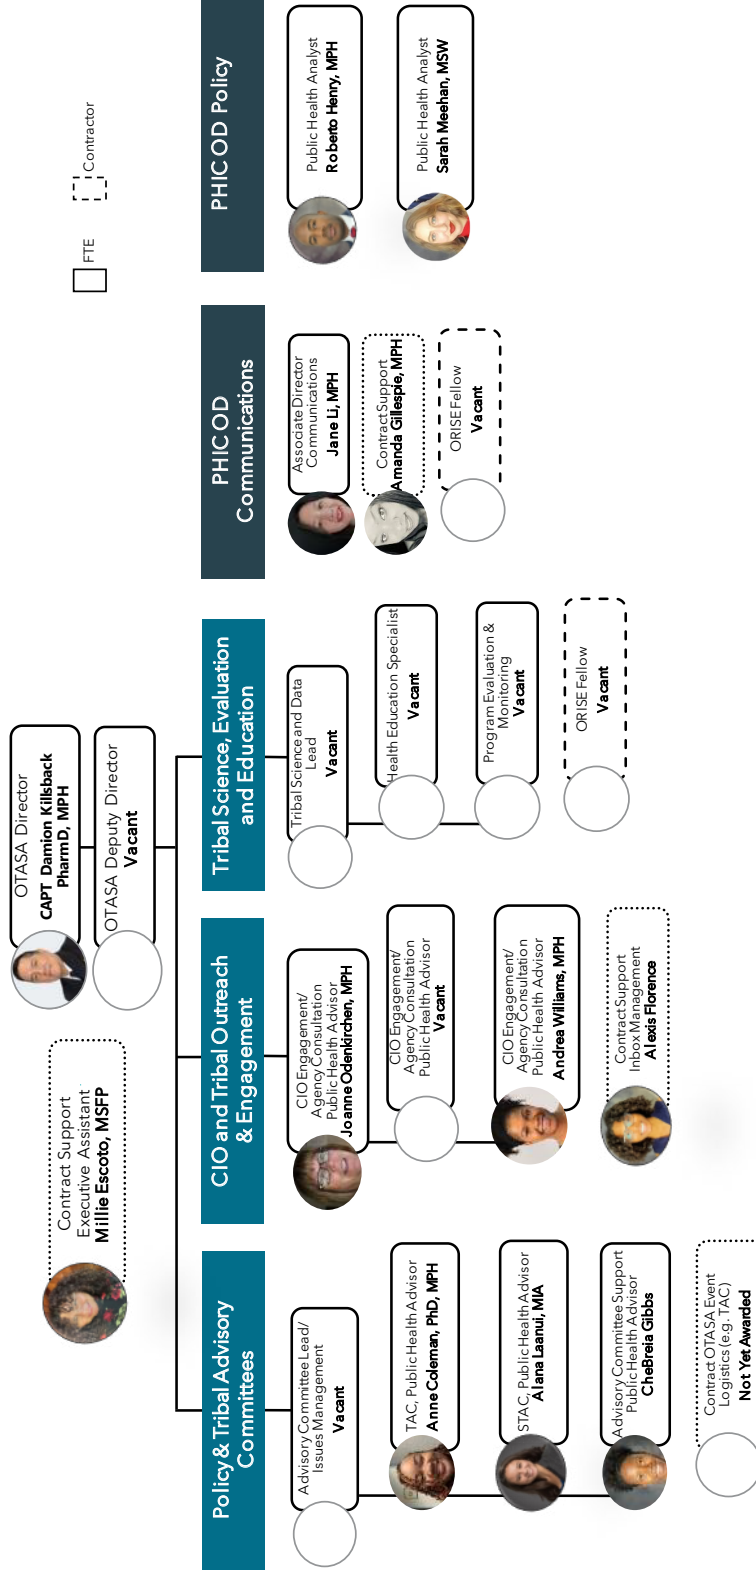 OTASA Director
CAPT Damion Killsback
PharmD, MPH
OTASA Deputy Director
Vacant
Contract Support
Executive Assistant
Millie Escoto, MSFP
FTE
Contractor
Policy & Tribal Advisory
Committees
Advisory Committee Lead/
Issues Management
Vacant
TAC, Public Health Advisor
Anne Coleman, PhD, MPH
STAC, Public Health Advisor
Alana Laanui, MIA
Advisory Committee Support
Public Health Advisor
CheBreia Gibbs
Contract OTASA Event
Logistics (e.g. TAC)
Not Yet Awarded
CIO and Tribal Outreach
& Engagement
CIO Engagement/
Agency Consultation
Public Health Advisor
Joanne Odenkirchen, MPH
CIO Engagement/
Agency Consultation
Public Health Advisor
Vacant
CIO Engagement/
Agency Consultation
Public Health Advisor
Andrea Williams, MPH
Contract Support
Inbox Management
Alexis Florence
Tribal Science, Evaluation
and Education
Tribal Science and Data
Lead
Vacant
Health Education Specialist
Vacant
Program Evaluation &
Monitoring
Vacant
ORISE Fellow
Vacant
PHIC OD
Communications
Associate Director
Communications
Jane Li, MPH
Contract Support
Amanda Gillespie, MPH
ORISE Fellow
Vacant
PHIC OD Policy
Public Health Analyst
Roberto Henry, MPH
Public Health Analyst
Sarah Meehan, MSW